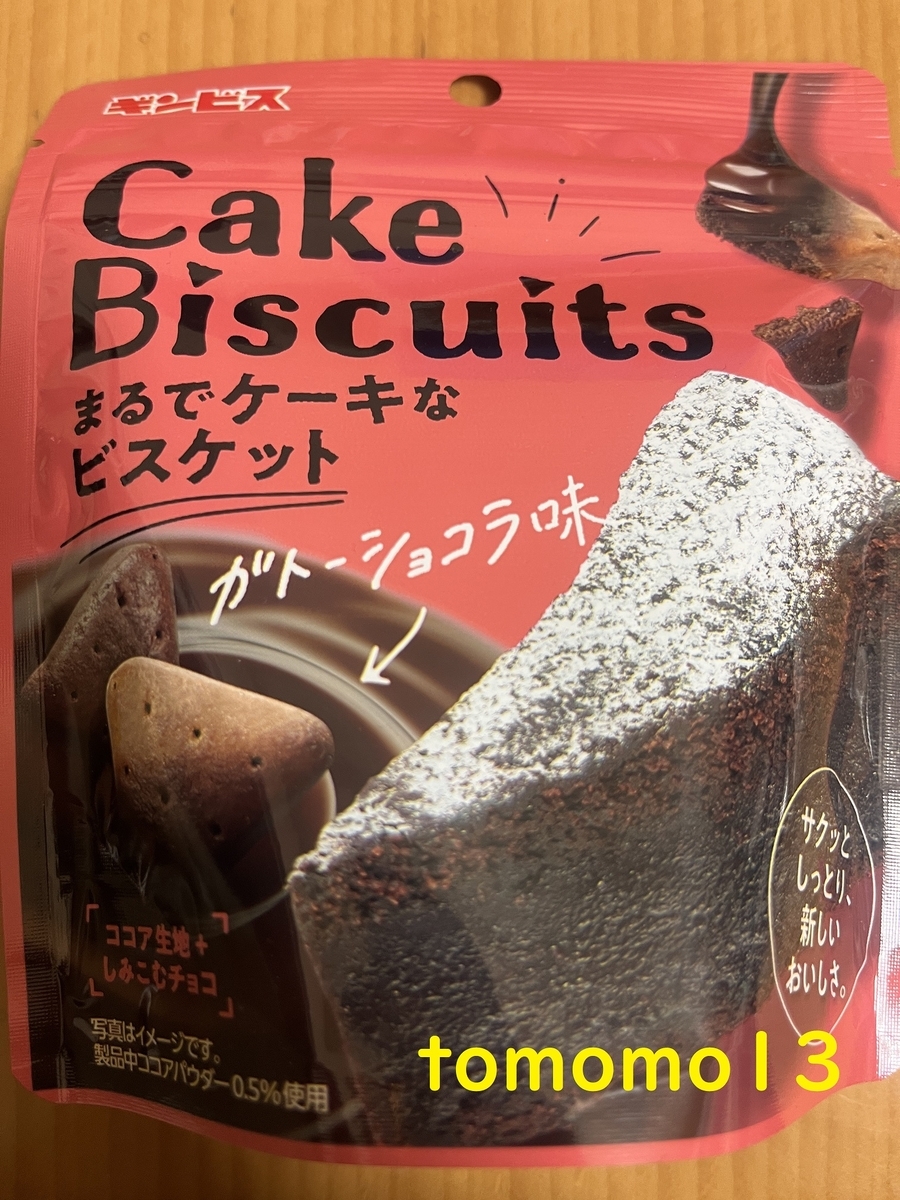 ギンビス
Cake
Biscuits
まるでケーキな
ビスケット
ガトーショコラ味
サクッと
しっとり、
新しい
おいしさ。
ココア生地+
しみこむチョコ
写真はイメージです。
製品中ココアパウダー0.5%使用
tomomo13